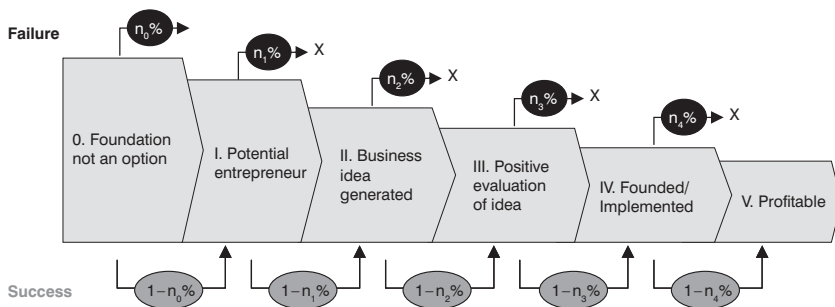 Failure
n₀%
n₁%
X
n₂%
X
n₃%
X
n₄%
X
0. Foundation
not an option
I. Potential
entrepreneur
II. Business
idea
generated
III. Positive
evaluation
of idea
IV. Founded/
Implemented
V. Profitable
Success
1−n₀%
1−n₁%
1−n₂%
1−n₃%
1−n₄%